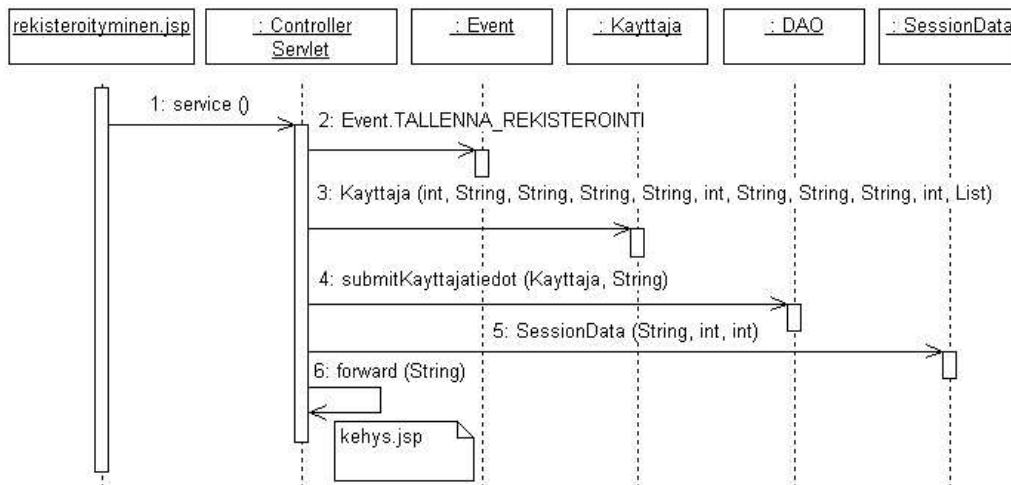 rekisteroityminen.jsp
: Controller
Servlet
: Event
: Kayttaja
: DAO
: SessionData
1: service ()
2: Event.TALLENNA_REKISTEROINTI
3: Kayttaja (int, String, String, String, String, int, String, String, String, int, List)
4: submitKayttajatiedot (Kayttaja, String)
5: SessionData (String, int, int)
6: forward (String)
kehys.jsp